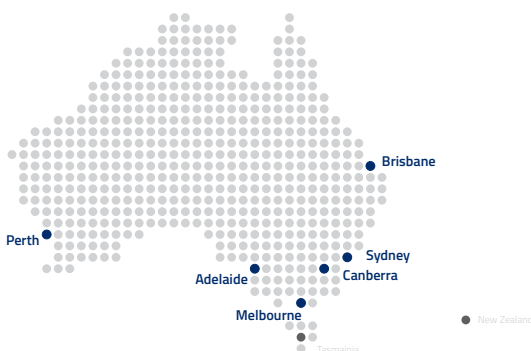 Brisbane
Perth
Sydney
Adelaide
Canberra
Melbourne
New Zealand
Tasmania